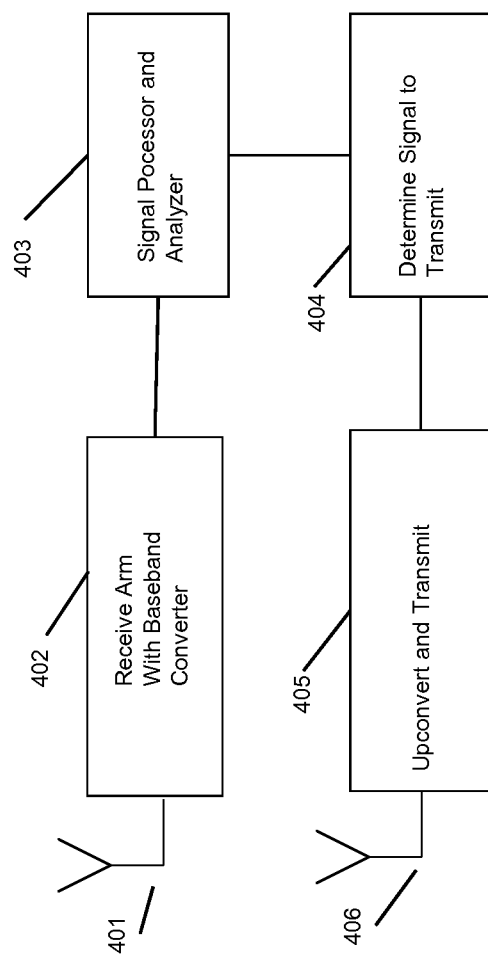 401
402
Receive Arm
With Baseband
Converter
403
Signal Pocessor and
Analyzer
406
405
Upconvert and Transmit
404
Determine Signal to
Transmit